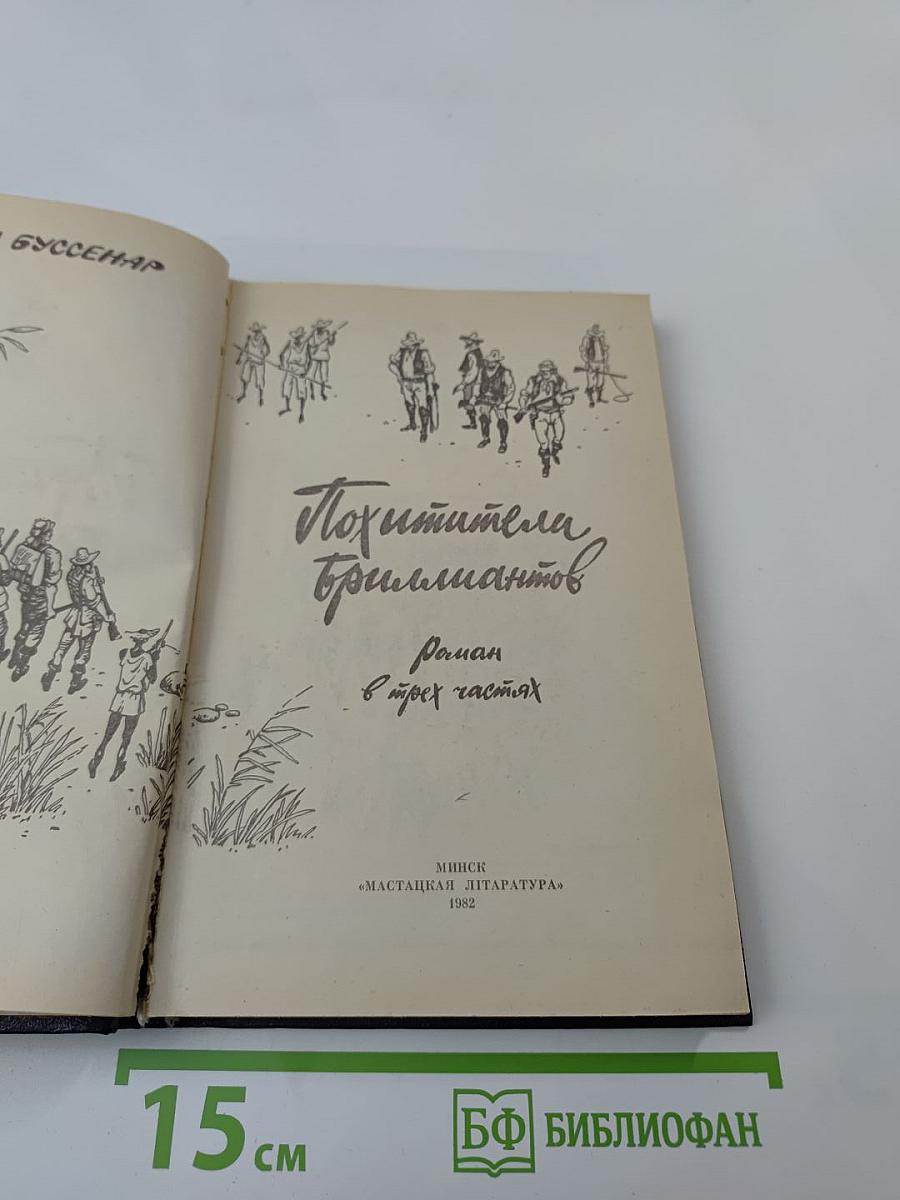 БУССЕНАР
Похитители
бриллиантов
роман
в трех частях
МИНСК
«МАСТАЦКАЯ ЛІТАРАТУРА»
1982
15 см
БФ БИБЛИОФАН